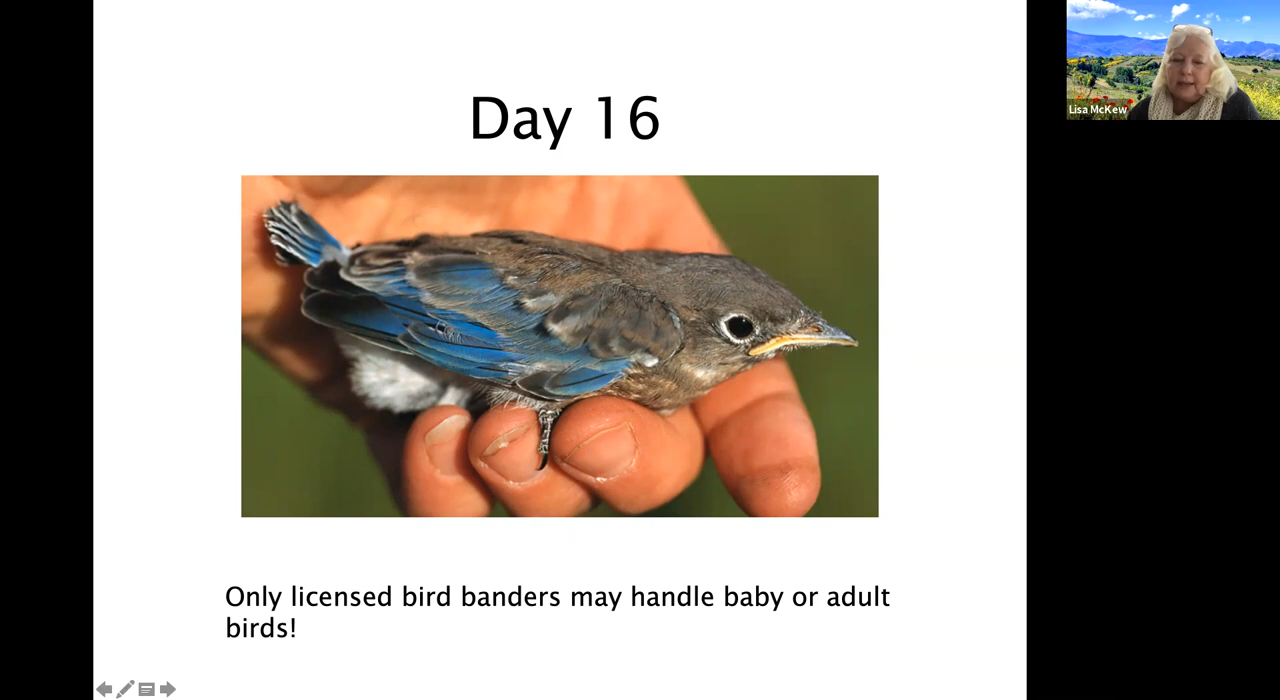 Day 16
Lisa McKew
Only licensed bird banders may handle baby or adult
birds!